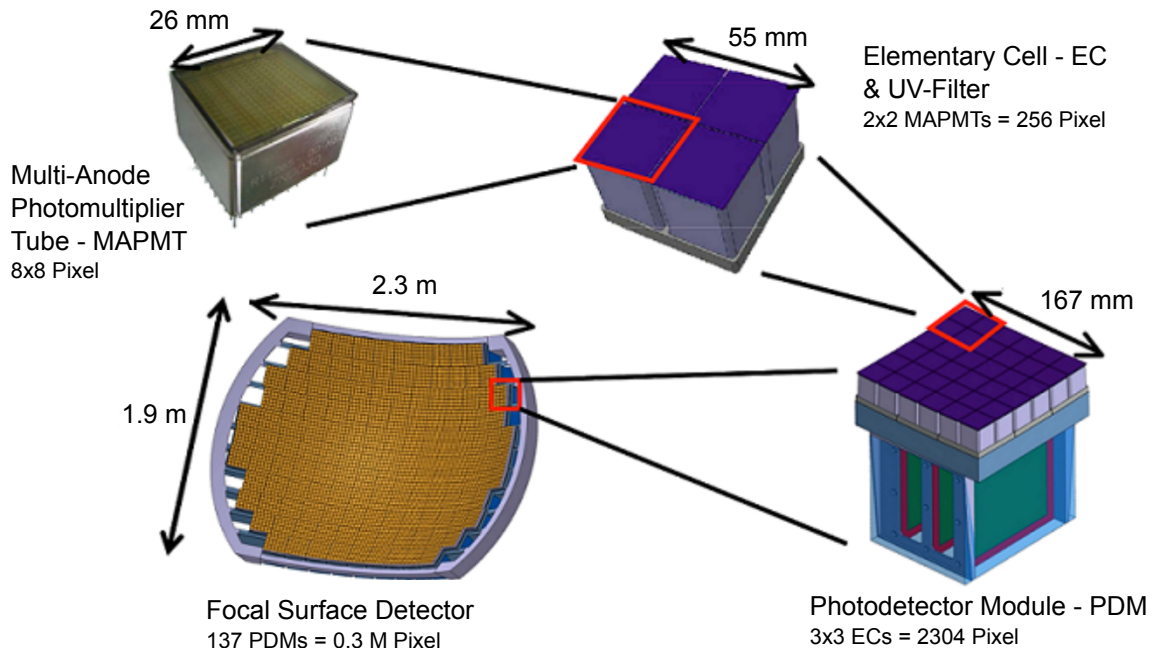 26 mm
55 mm
Elementary Cell - EC
& UV-Filter
2x2 MAPMTs = 256 Pixel
Multi-Anode
Photomultiplier
Tube - MAPMT
8x8 Pixel
2.3 m
167 mm
1.9 m
Focal Surface Detector
137 PDMs = 0.3 M Pixel
Photodetector Module - PDM
3x3 ECs = 2304 Pixel